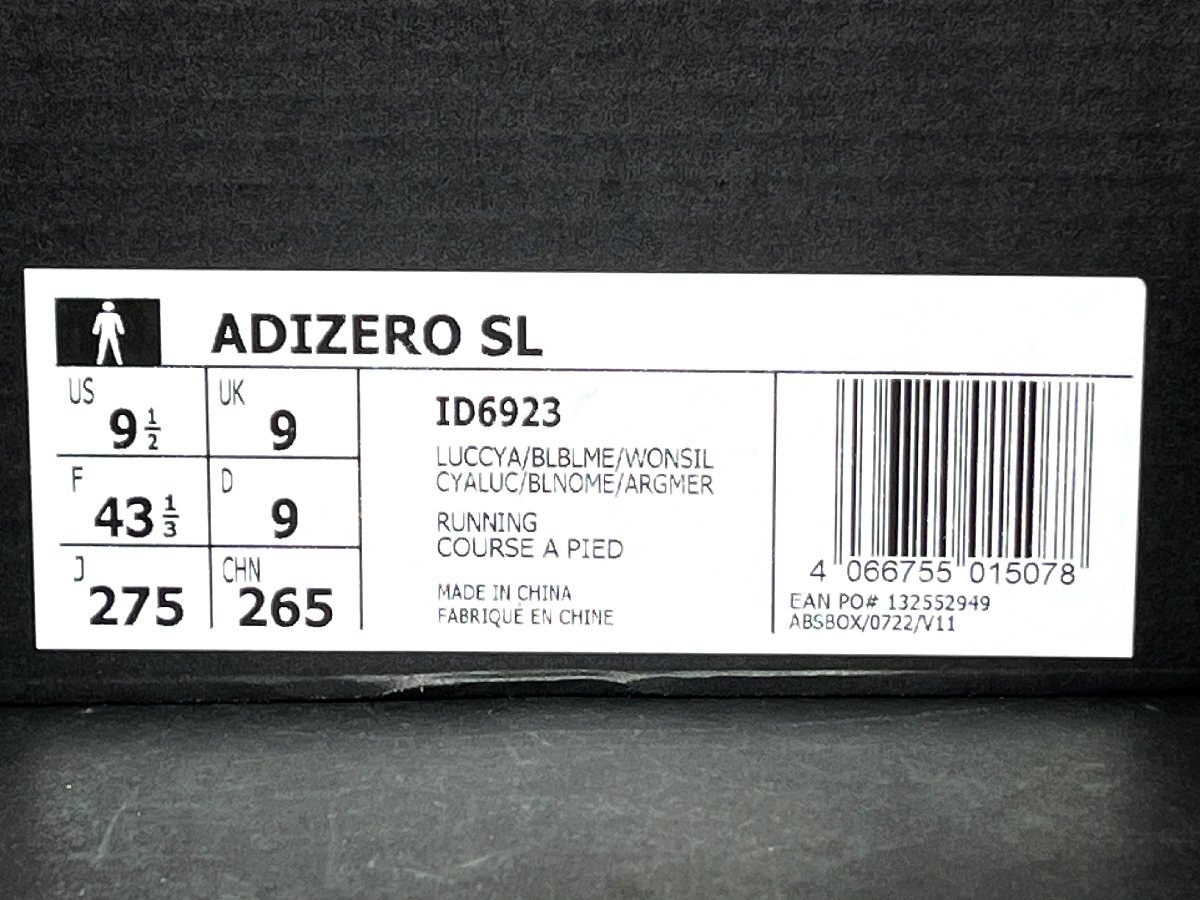 ADIZERO SL
US 9 1/2 UK 9
F 43 1/3 D 9
J 275 CHN 265
ID6923
LUCCYA/BLBLME/WONSIL
CYALUC/BLNOME/ARGMER
RUNNING
COURSE A PIED
MADE IN CHINA
FABRIQUÉ EN CHINE
4 066755 015078
EAN PO# 132552949
ABSBOX/0722/V11